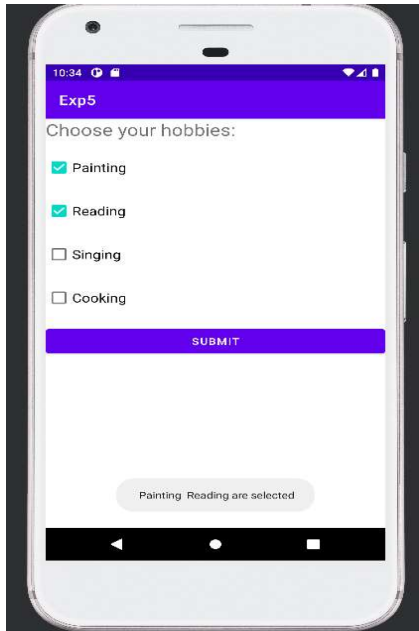 10:34
Exp5
Choose your hobbies:
Painting
Reading
Singing
Cooking
SUBMIT
Painting Reading are selected